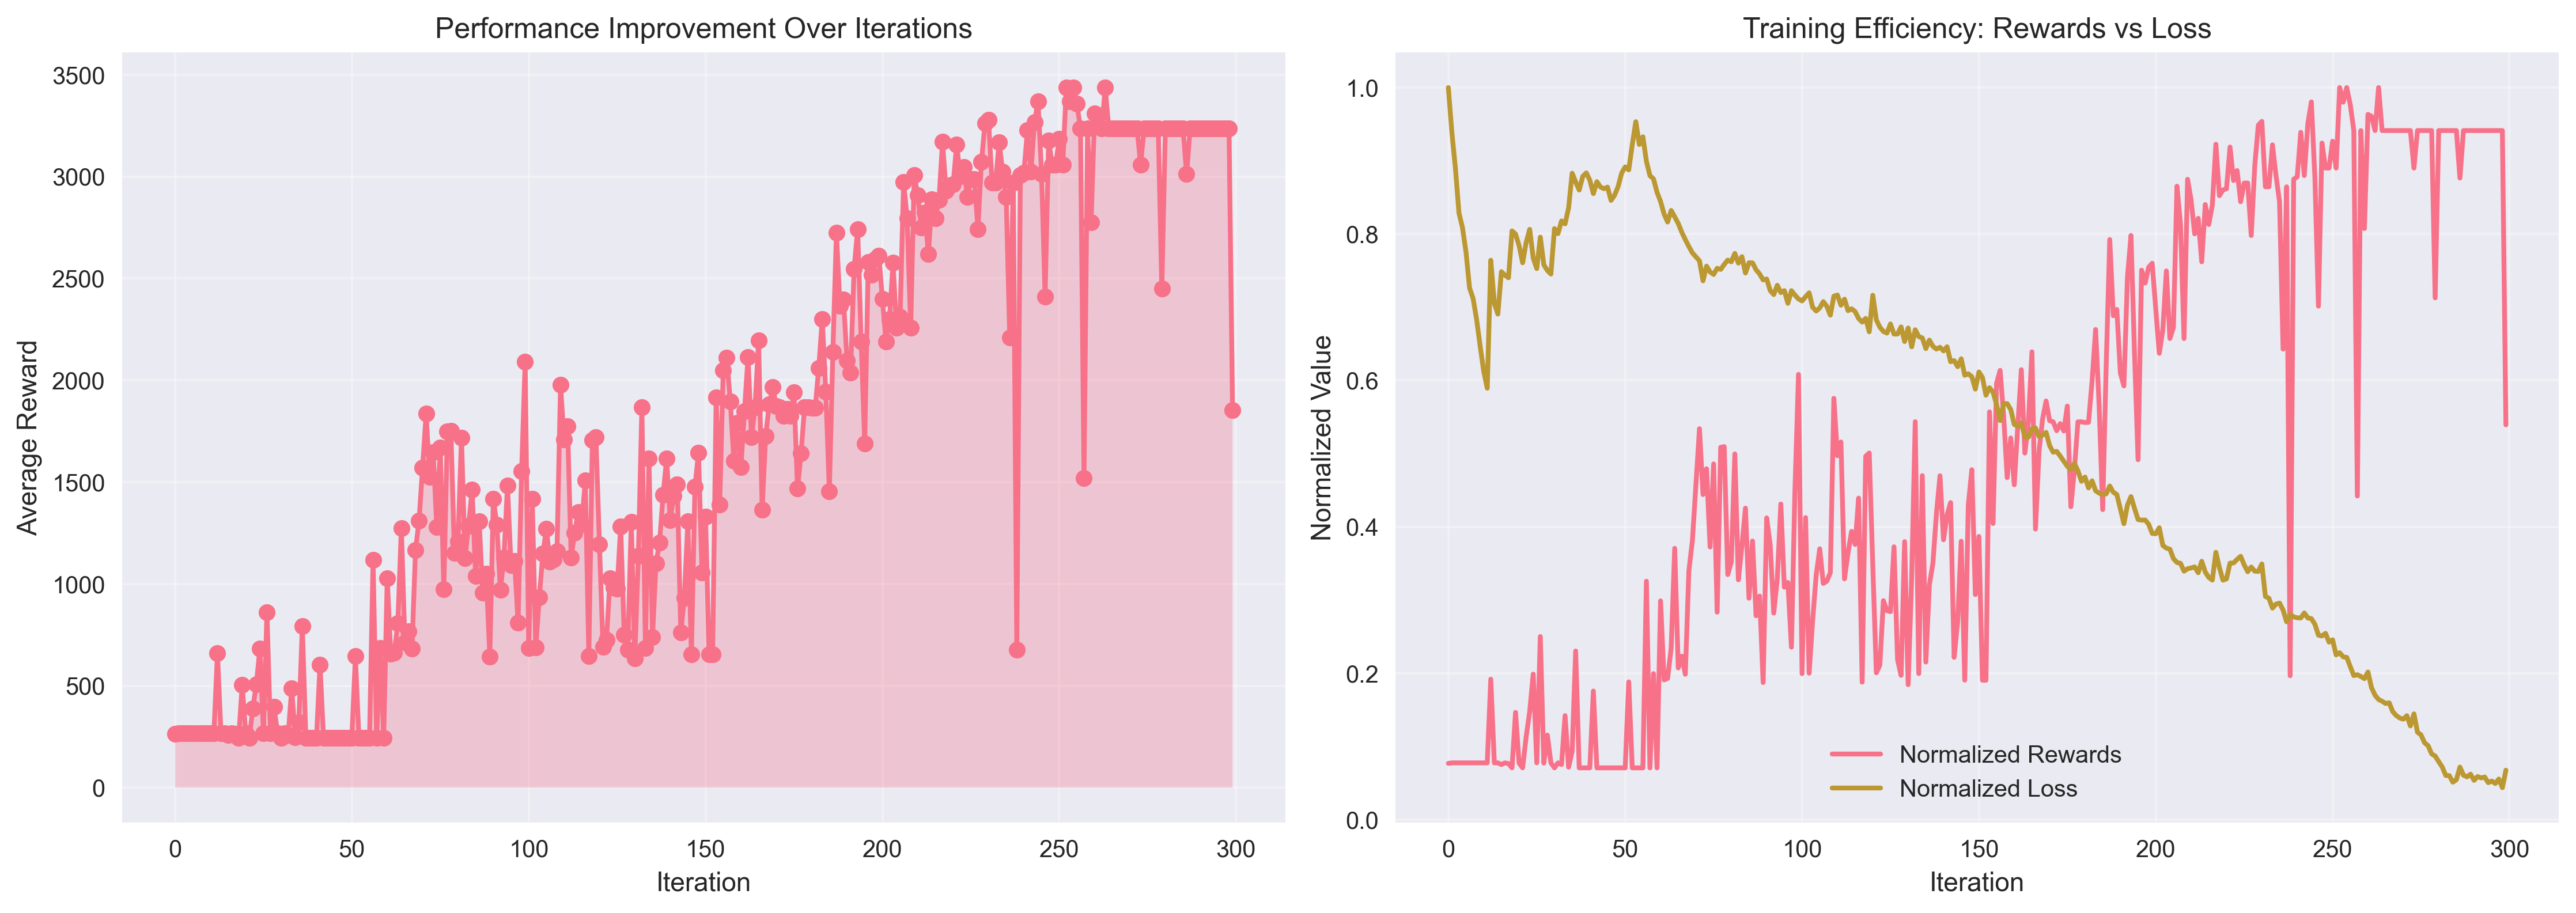 Performance Improvement Over Iterations
3500
3000
2500
2000
1500
1000
500
0
Average Reward
0 50 100 150 200 250 300
Iteration
Training Efficiency: Rewards vs Loss
1.0
0.8
0.6
0.4
0.2
0.0
Normalized Value
Normalized Rewards
Normalized Loss
0 50 100 150 200 250 300
Iteration